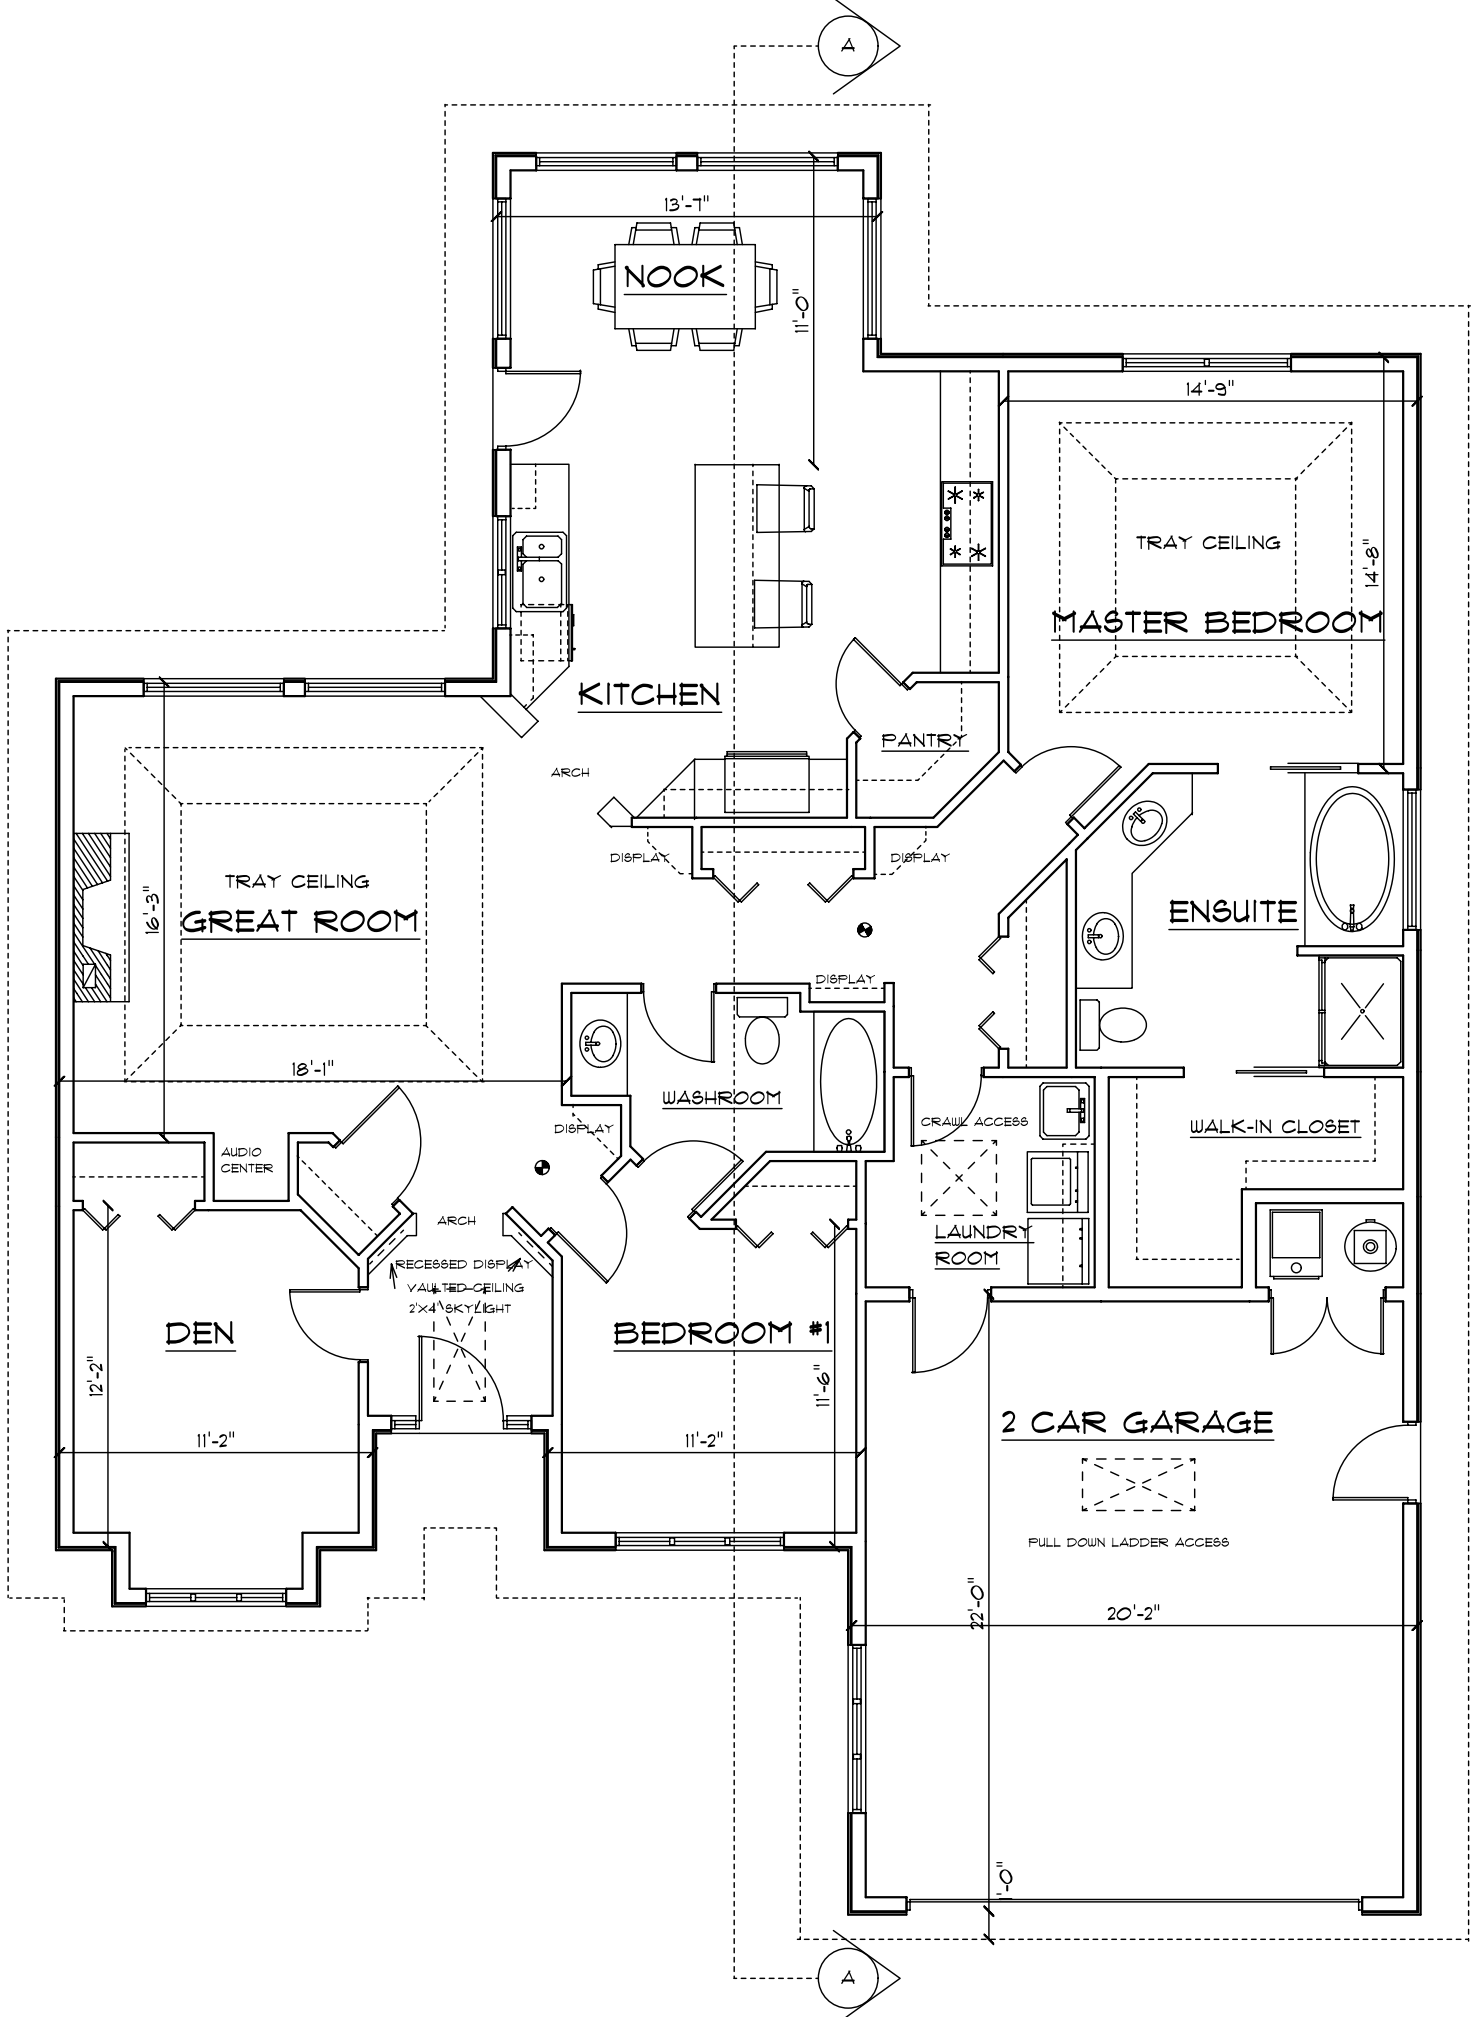 A
13'-7"
NOOK
11'-0"
14'-9"
TRAY CEILING
14'-8"
MASTER BEDROOM
KITCHEN
PANTRY
ARCH
DISPLAY
DISPLAY
TRAY CEILING
GREAT ROOM
16'-3"
ENSUITE
DISPLAY
18'-1"
WASHROOM
CRAWL ACCESS
WALK-IN CLOSET
DISPLAY
AUDIO
CENTER
ARCH
LAUNDRY
ROOM
RECESSED DISPLAY
VAULTED CEILING
2'X4' SKYLIGHT
DEN
BEDROOM #1
12'-2"
11'-6"
2 CAR GARAGE
11'-2"
11'-2"
PULL DOWN LADDER ACCESS
22'-0"
20'-2"
'-0"
A